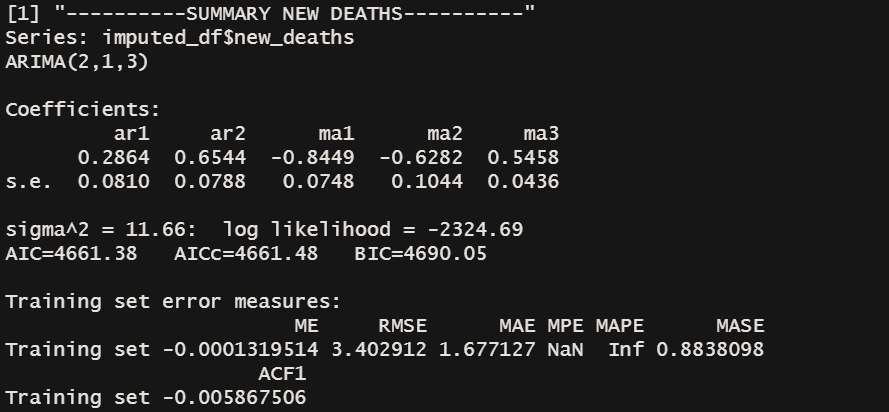 [1] "----------SUMMARY NEW DEATHS----------"
Series: imputed_df$new_deaths
ARIMA(2,1,3)
Coefficients:
ar1 ar2 ma1 ma2 ma3
0.2864 0.6544 -0.8449 -0.6282 0.5458
s.e. 0.0810 0.0788 0.0748 0.1044 0.0436
sigma^2 = 11.66: log likelihood = -2324.69
AIC=4661.38 AICc=4661.48 BIC=4690.05
Training set error measures:
ME RMSE MAE MPE MAPE MASE
Training set -0.0001319514 3.402912 1.677127 NaN Inf 0.8838098
ACF1
Training set -0.005867506